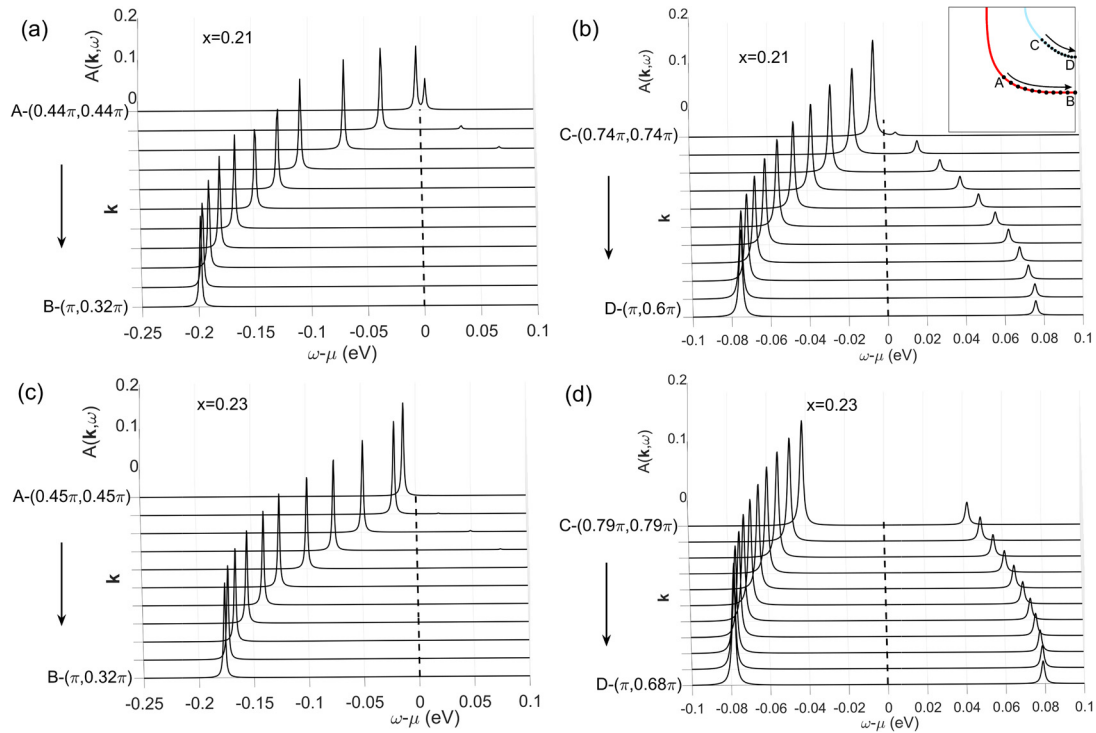 (a)
x=0.21
A(k,ω)
0.2
0.1
0
A-(0.44π,0.44π)
k
B-(π,0.32π)
-0.25 -0.2 -0.15 -0.1 -0.05 0 0.05 0.1
ω-μ (eV)
(b)
x=0.21
A(k,ω)
0.2
0.1
0
C-(0.74π,0.74π)
k
D-(π,0.6π)
-0.1 -0.08 -0.06 -0.04 -0.02 0 0.02 0.04 0.06 0.08 0.1
ω-μ (eV)
C
D
A
B
(c)
x=0.23
A(k,ω)
0.2
0.1
0
A-(0.45π,0.45π)
k
B-(π,0.32π)
-0.25 -0.2 -0.15 -0.1 -0.05 0 0.05 0.1
ω-μ (eV)
(d)
x=0.23
A(k,ω)
0.2
0.1
0
C-(0.79π,0.79π)
k
D-(π,0.68π)
-0.1 -0.08 -0.06 -0.04 -0.02 0 0.02 0.04 0.06 0.08 0.1
ω-μ (eV)